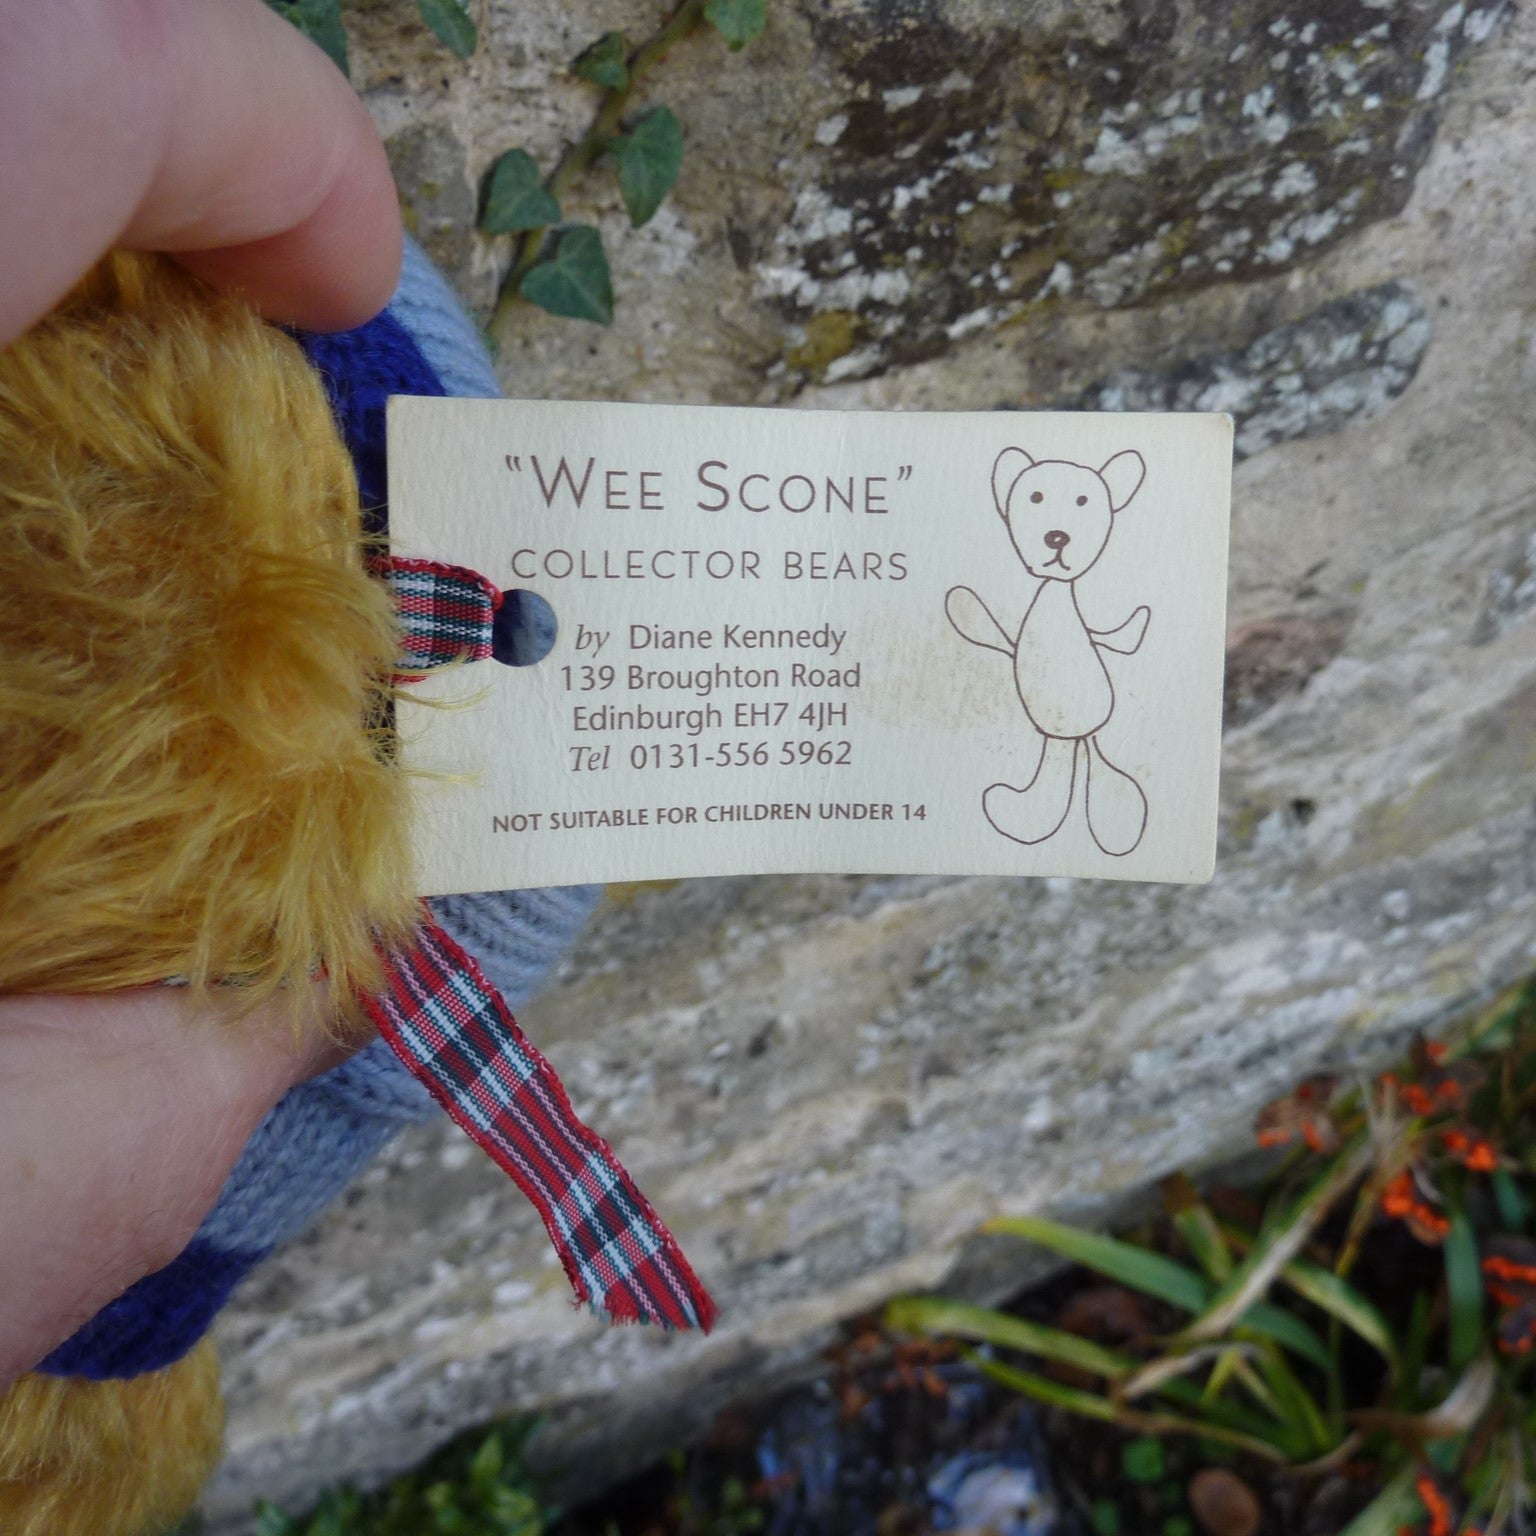 "WEE SCONE"
COLLECTOR BEARS
by Diane Kennedy
139 Broughton Road
Edinburgh EH7 4JH
Tel 0131-556 5962
NOT SUITABLE FOR CHILDREN UNDER 14